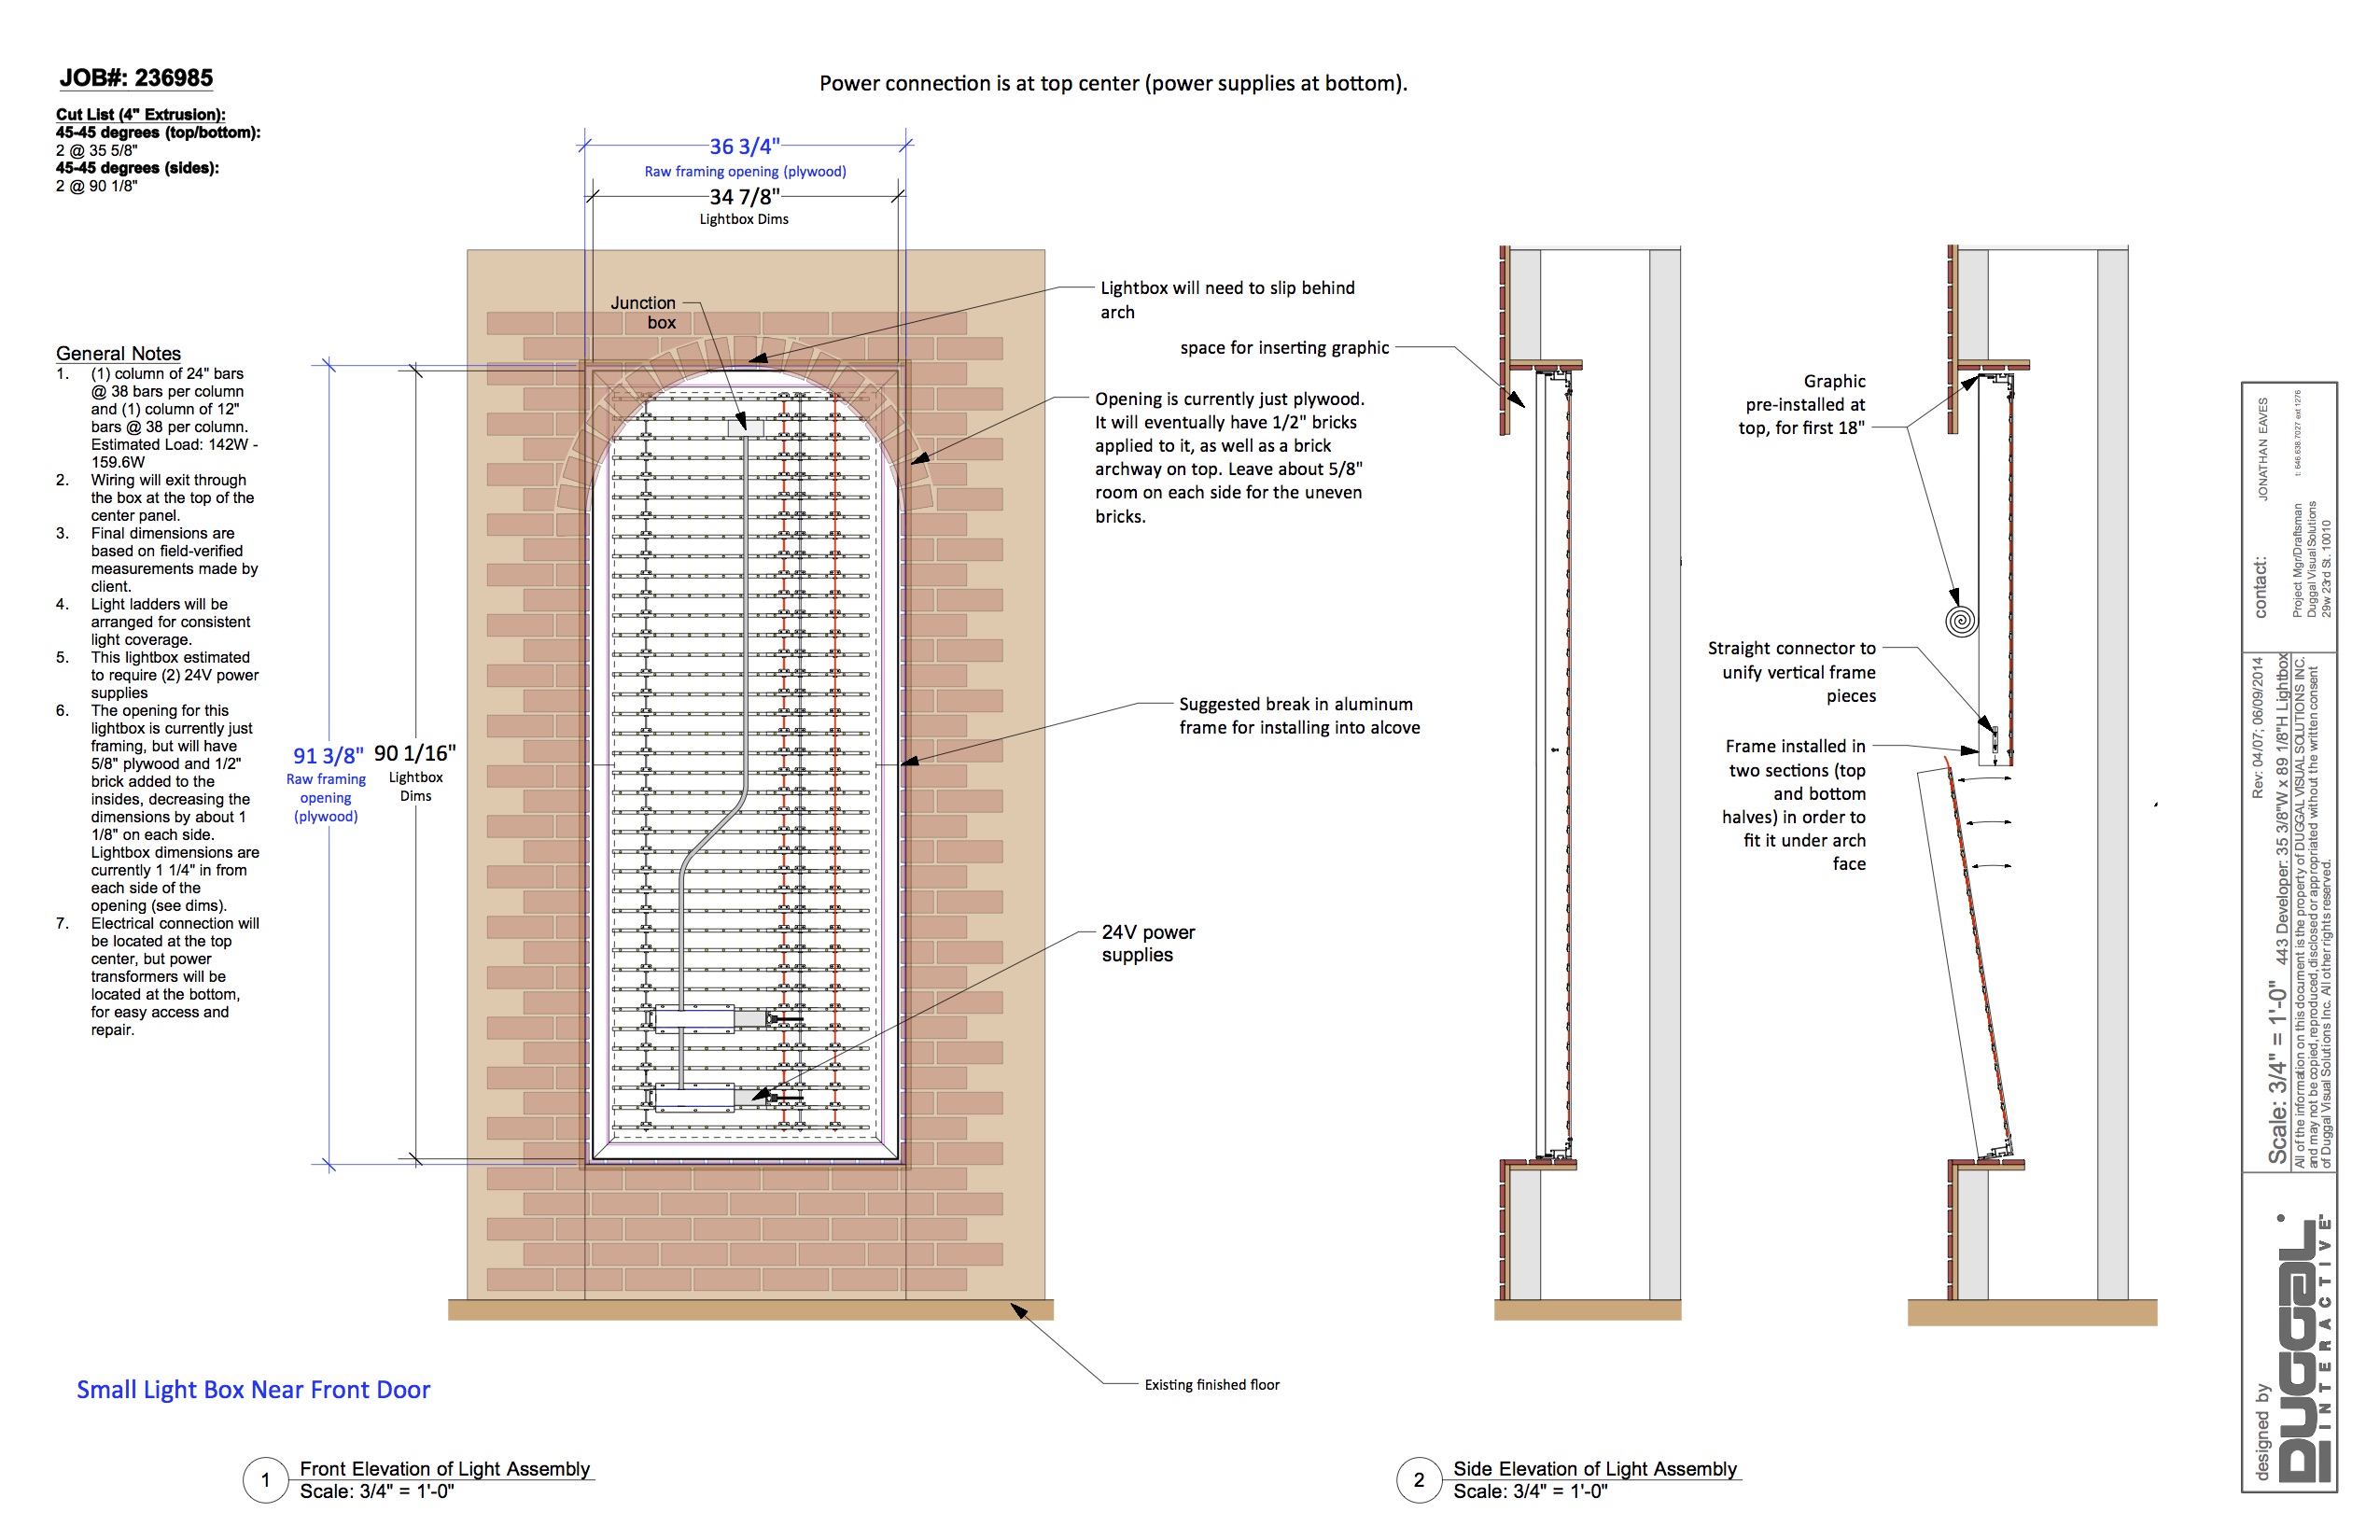 JOB#: 236985
Cut List (4" Extrusion):
45-45 degrees (top/bottom):
2 @ 35 5/8"
45-45 degrees (sides):
2 @ 90 1/8"
Power connection is at top center (power supplies at bottom).
36 3/4"
Raw framing opening (plywood)
34 7/8"
Lightbox Dims
General Notes
1. (1) column of 24" bars
@ 38 bars per column
and (1) column of 12"
bars @ 38 per column.
Estimated Load: 142W -
159.6W
2. Wiring will exit through
the box at the top of the
center panel.
3. Final dimensions are
based on field-verified
measurements made by
client.
4. Light ladders will be
arranged for consistent
light coverage.
5. This lightbox estimated
to require (2) 24V power
supplies
6. The opening for this
lightbox is currently just
framing, but will have
5/8" plywood and 1/2"
brick added to the
insides, decreasing the
dimensions by about 1
1/8" on each side.
Lightbox dimensions are
currently 1 1/4" in from
each side of the
opening (see dims).
7. Electrical connection will
be located at the top
center, but power
transformers will be
located at the bottom,
for easy access and
repair.
91 3/8"
Raw framing
opening
(plywood)
90 1/16"
Lightbox
Dims
Junction
box
Lightbox will need to slip behind
arch
space for inserting graphic
Opening is currently just plywood.
It will eventually have 1/2" bricks
applied to it, as well as a brick
archway on top. Leave about 5/8"
room on each side for the uneven
bricks.
Suggested break in aluminum
frame for installing into alcove
24V power
supplies
Existing finished floor
Graphic
pre-installed at
top, for first 18"
Straight connector to
unify vertical frame
pieces
Frame installed in
two sections (top
and bottom
halves) in order to
fit it under arch
face
Small Light Box Near Front Door
1
Front Elevation of Light Assembly
Scale: 3/4" = 1'-0"
2
Side Elevation of Light Assembly
Scale: 3/4" = 1'-0"
contact:
JONATHAN EAVES
t: 646.638.7027 ext 1276
Project Mgr/Draftsman
Duggal Visual Solutions
29w 23rd St. 10010
Rev: 04/07; 06/09/2014
Scale: 3/4" = 1'-0"
443 Developer: 35 3/8"W x 89 1/8"H Lightbox
All of the information on this document is the property of DUGGAL VISUAL SOLUTIONS INC.
and may not be copied, reproduced, disclosed or appropriated without the written consent
of Duggal Visual Solutions Inc. All other rights reserved.
designed by
DUGGAL
INTERACTIVE